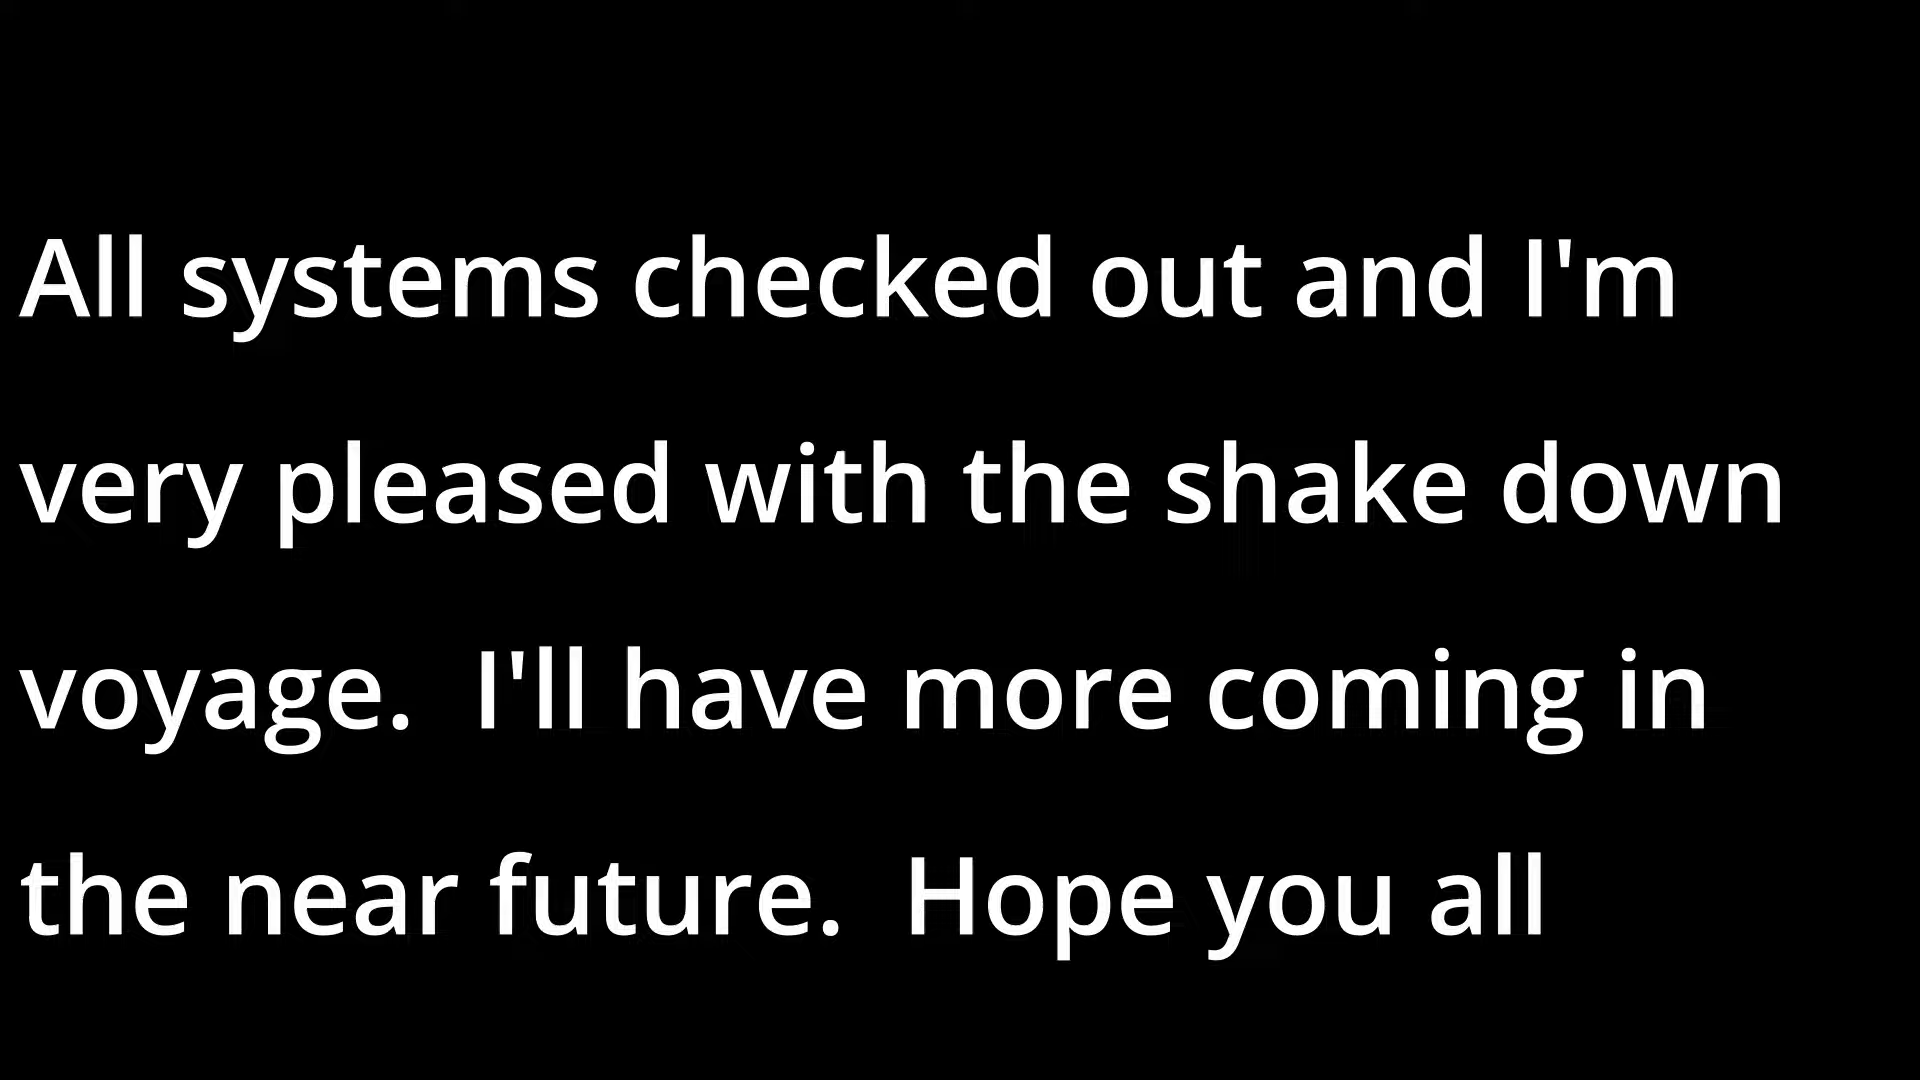 All systems checked out and I'm
very pleased with the shake down
voyage.  I'll have more coming in
the near future.  Hope you all